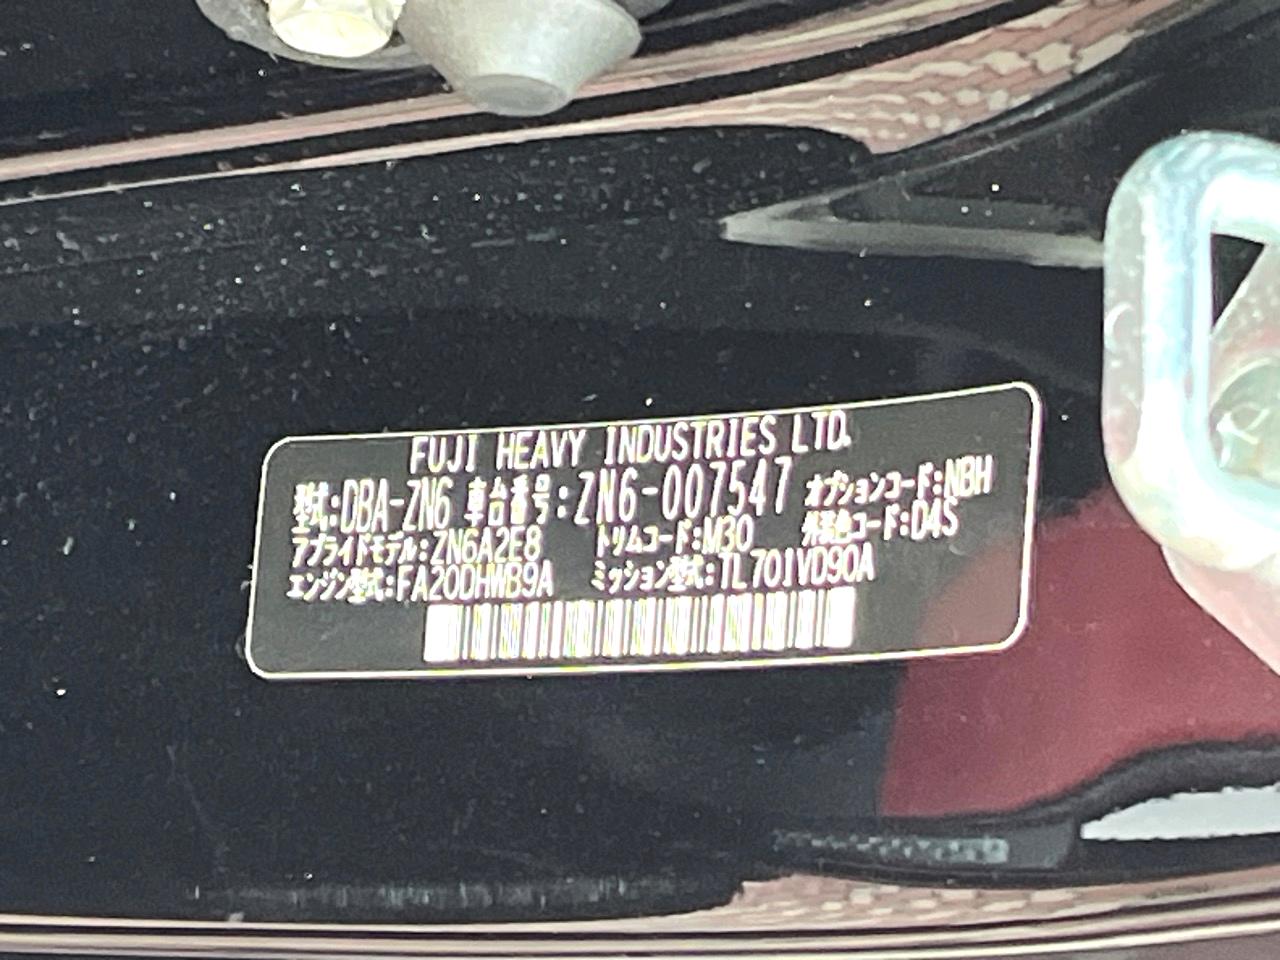 FUJI HEAVY INDUSTRIES LTD.
型式:DBA-ZN6 車台番号:ZN6-007547 オプションコード:NBH
アプライドモデル:ZN6A2E8 トリムコード:M30 外装色コード:D4S
エンジン型式:FA20DHWB9A ミッション型式:TL701VD90A